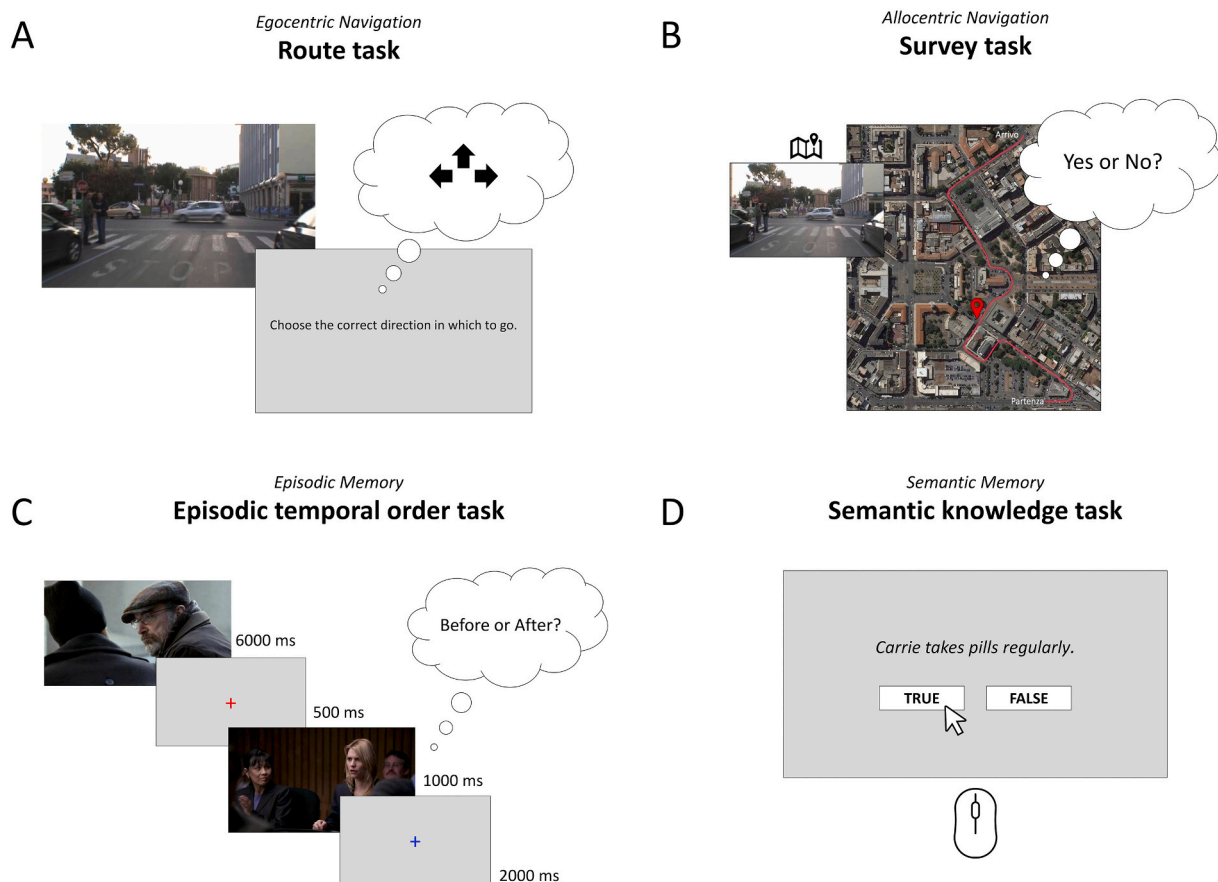 A
Egocentric Navigation
Route task
STOP
Choose the correct direction in which to go.
B
Allocentric Navigation
Survey task
STOP
Arrivo
Yes or No?
Partenza
C
Episodic Memory
Episodic temporal order task
6000 ms
500 ms
1000 ms
2000 ms
Before or After?
D
Semantic Memory
Semantic knowledge task
Carrie takes pills regularly.
TRUE
FALSE